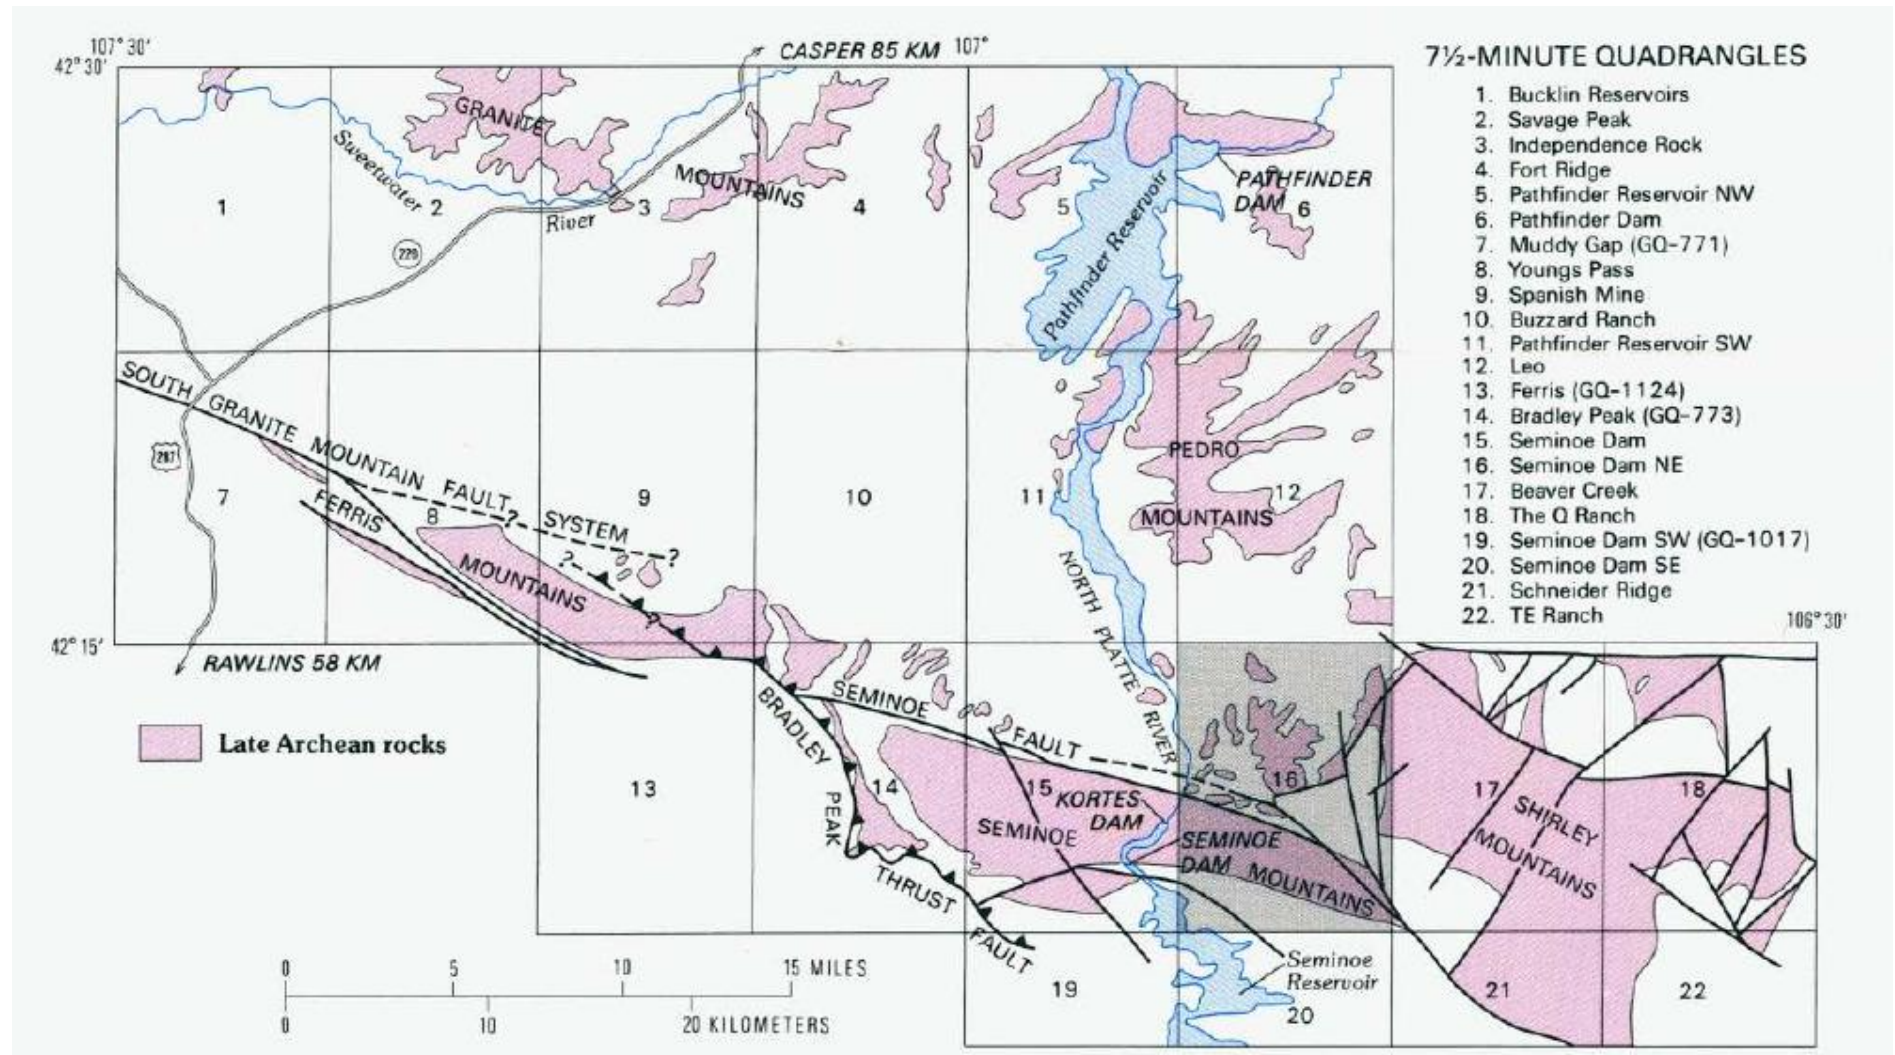 107° 30'
CASPER 85 KM
107°
42° 30'
GRANITE
MOUNTAINS
Sweetwater
River
220
1
2
3
4
5
6
PATHFINDER
DAM
Pathfinder Reservoir
7½-MINUTE QUADRANGLES
1. Bucklin Reservoirs
2. Savage Peak
3. Independence Rock
4. Fort Ridge
5. Pathfinder Reservoir NW
6. Pathfinder Dam
7. Muddy Gap (GQ-771)
8. Youngs Pass
9. Spanish Mine
10. Buzzard Ranch
11. Pathfinder Reservoir SW
12. Leo
13. Ferris (GQ-1124)
14. Bradley Peak (GQ-773)
15. Seminoe Dam
16. Seminoe Dam NE
17. Beaver Creek
18. The Q Ranch
19. Seminoe Dam SW (GQ-1017)
20. Seminoe Dam SE
21. Schneider Ridge
22. TE Ranch
106° 30'
SOUTH GRANITE MOUNTAIN FAULT SYSTEM
?
?
?
?
287
7
FERRIS
8
MOUNTAINS
9
10
11
12
PEDRO
MOUNTAINS
NORTH PLATTE RIVER
42° 15'
RAWLINS 58 KM
Late Archean rocks
BRADLEY
PEAK
THRUST
FAULT
SEMINOE
FAULT
13
14
15
KORTES
DAM
SEMINOE
SEMINOE
DAM
MOUNTAINS
16
17
18
SHIRLEY
MOUNTAINS
19
Seminoe
Reservoir
20
21
22
0 5 10 15 MILES
0 10 20 KILOMETERS